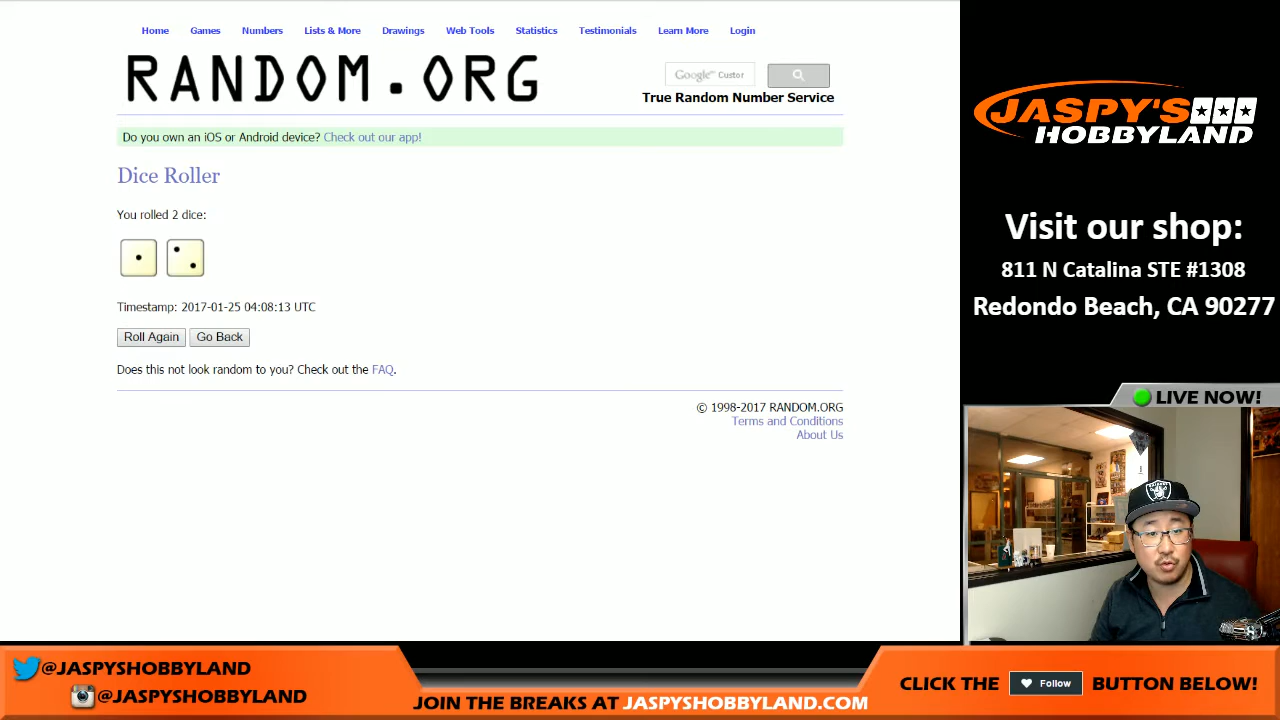 Home Games Numbers Lists & More Drawings Web Tools Statistics Testimonials Learn More Login
RANDOM.ORG
Google™ Custor
True Random Number Service
Do you own an iOS or Android device? Check out our app!
Dice Roller
You rolled 2 dice:
Timestamp: 2017-01-25 04:08:13 UTC
Roll Again Go Back
Does this not look random to you? Check out the FAQ.
© 1998-2017 RANDOM.ORG
Terms and Conditions
About Us
JASPY'S
HOBBYLAND
Visit our shop:
811 N Catalina STE #1308
Redondo Beach, CA 90277
LIVE NOW!
@JASPYSHOBBYLAND
@JASPYSHOBBYLAND
JOIN THE BREAKS AT JASPYSHOBBYLAND.COM
CLICK THE Follow BUTTON BELOW!